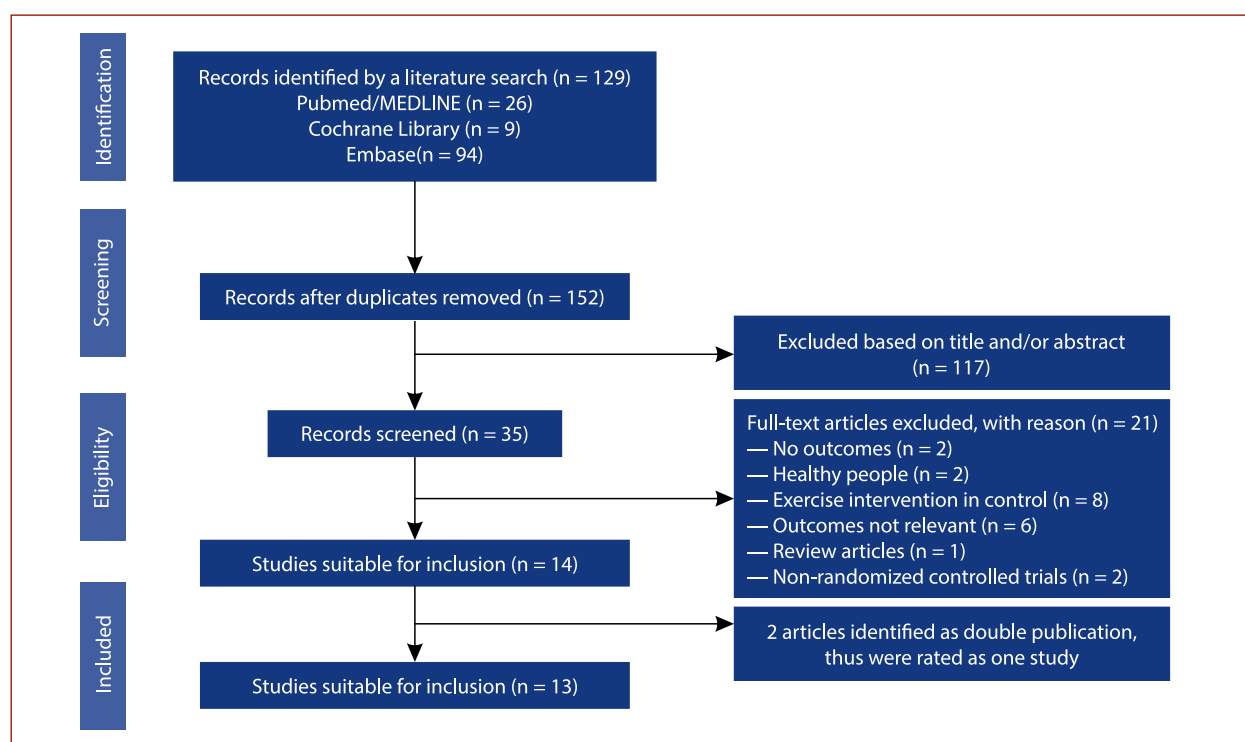 Identification
Records identified by a literature search (n = 129)
Pubmed/MEDLINE (n = 26)
Cochrane Library (n = 9)
Embase(n = 94)
Screening
Records after duplicates removed (n = 152)
Excluded based on title and/or abstract
(n = 117)
Eligibility
Records screened (n = 35)
Full-text articles excluded, with reason (n = 21)
— No outcomes (n = 2)
— Healthy people (n = 2)
— Exercise intervention in control (n = 8)
— Outcomes not relevant (n = 6)
— Review articles (n = 1)
— Non-randomized controlled trials (n = 2)
Studies suitable for inclusion (n = 14)
Included
2 articles identified as double publication,
thus were rated as one study
Studies suitable for inclusion (n = 13)